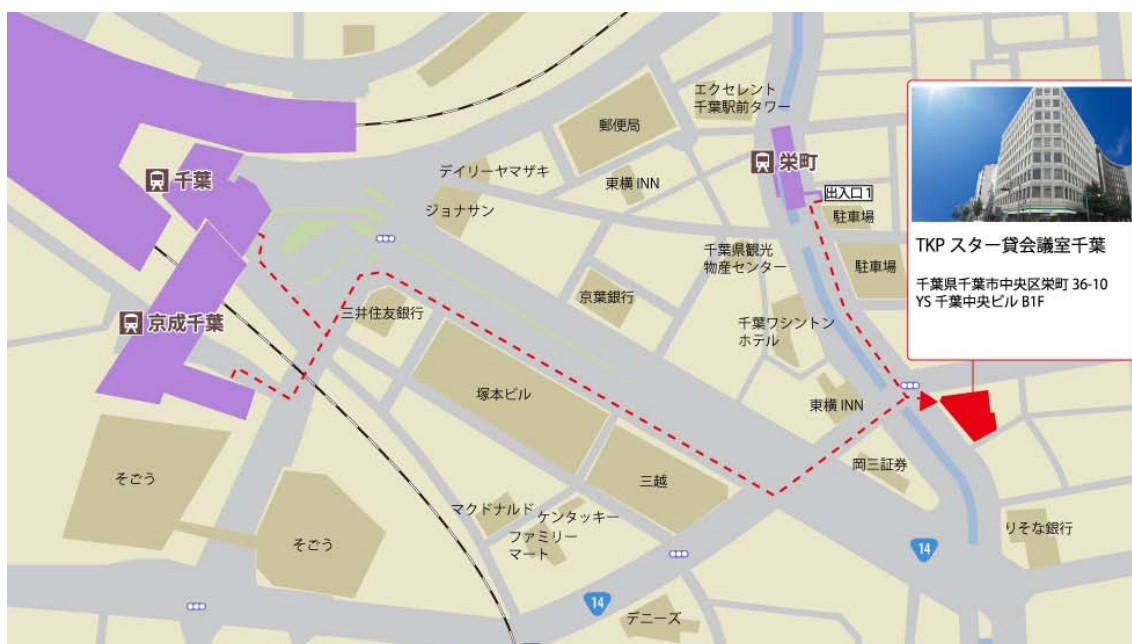 エクセレント
千葉駅前タワー
郵便局
栄町
千葉
デイリーヤマザキ
東横 INN
出入口 1
ジョナサン
駐車場
TKP スター貸会議室千葉
千葉県観光
物産センター
駐車場
千葉県千葉市中央区栄町 36-10
YS 千葉中央ビル B1F
京葉銀行
京成千葉
三井住友銀行
千葉ワシントン
ホテル
塚本ビル
東横 INN
岡三証券
そごう
三越
マクドナルド
ケンタッキー
ファミリー
マート
りそな銀行
そごう
14
14
デニーズ